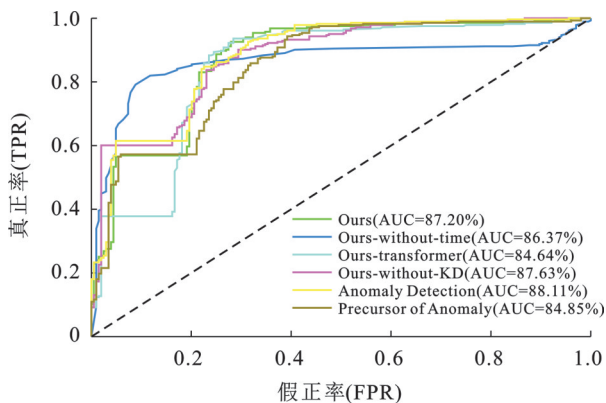 1.0
0.8
0.6
0.4
0.2
0
真正率(TPR)
Ours(AUC=87.20%)
Ours-without-time(AUC=86.37%)
Ours-transformer(AUC=84.64%)
Ours-without-KD(AUC=87.63%)
Anomaly Detection(AUC=88.11%)
Precursor of Anomaly(AUC=84.85%)
0.2 0.4 0.6 0.8 1.0
假正率(FPR)